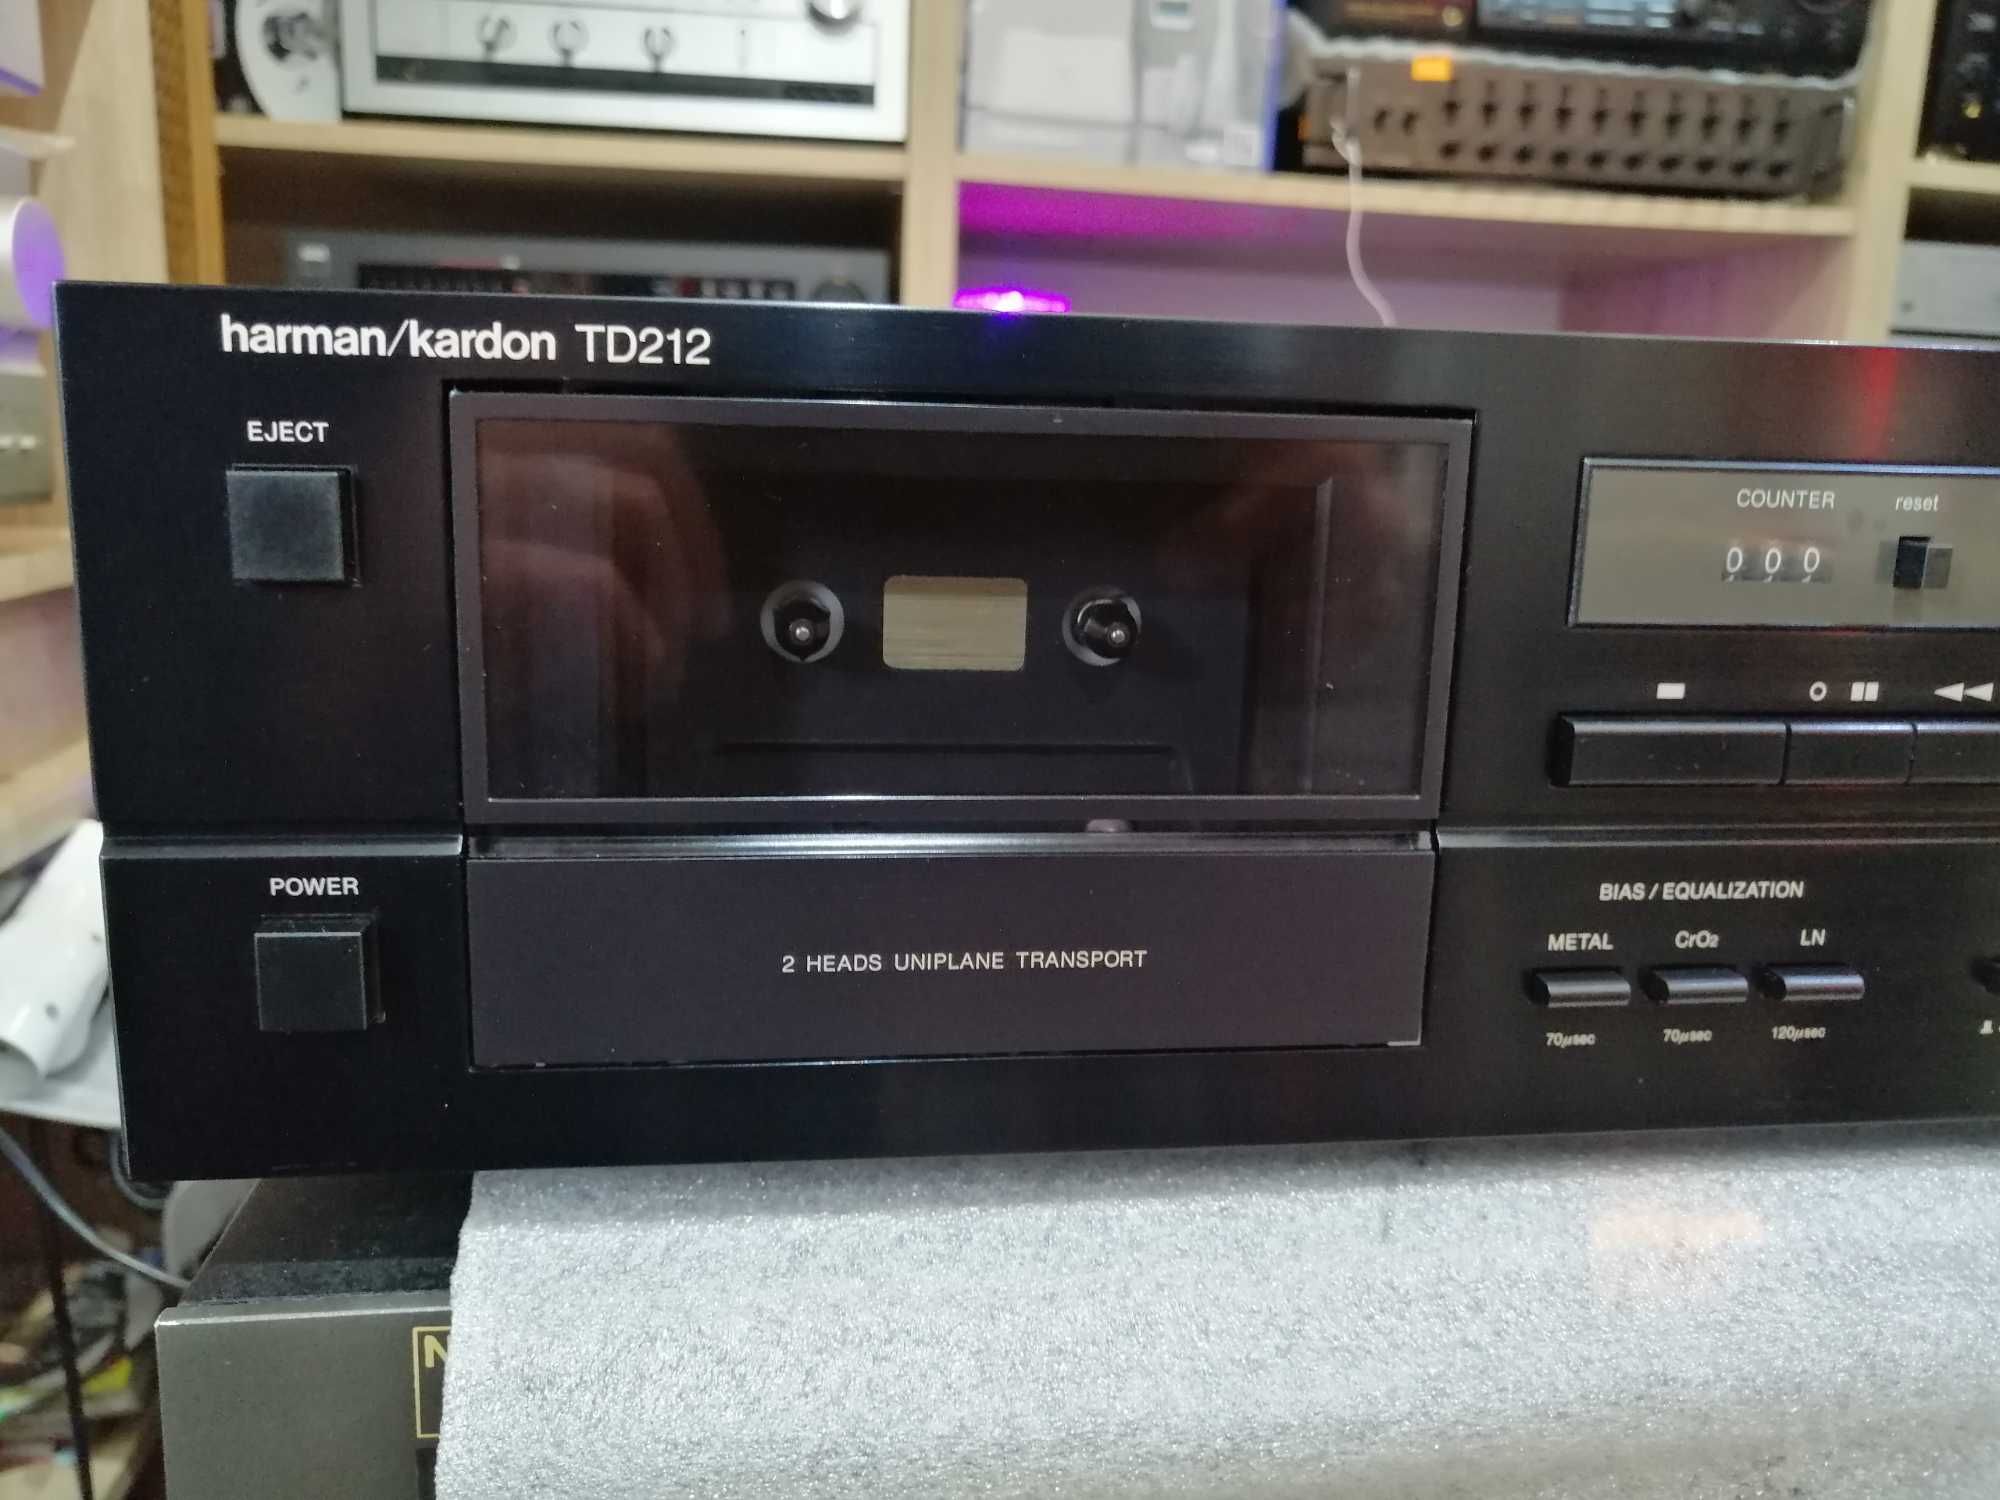 harman/kardon TD212
EJECT
COUNTER reset
000
POWER
2 HEADS UNIPLANE TRANSPORT
BIAS / EQUALIZATION
METAL CrO2 LN
70µsec 70µsec 120µsec
N